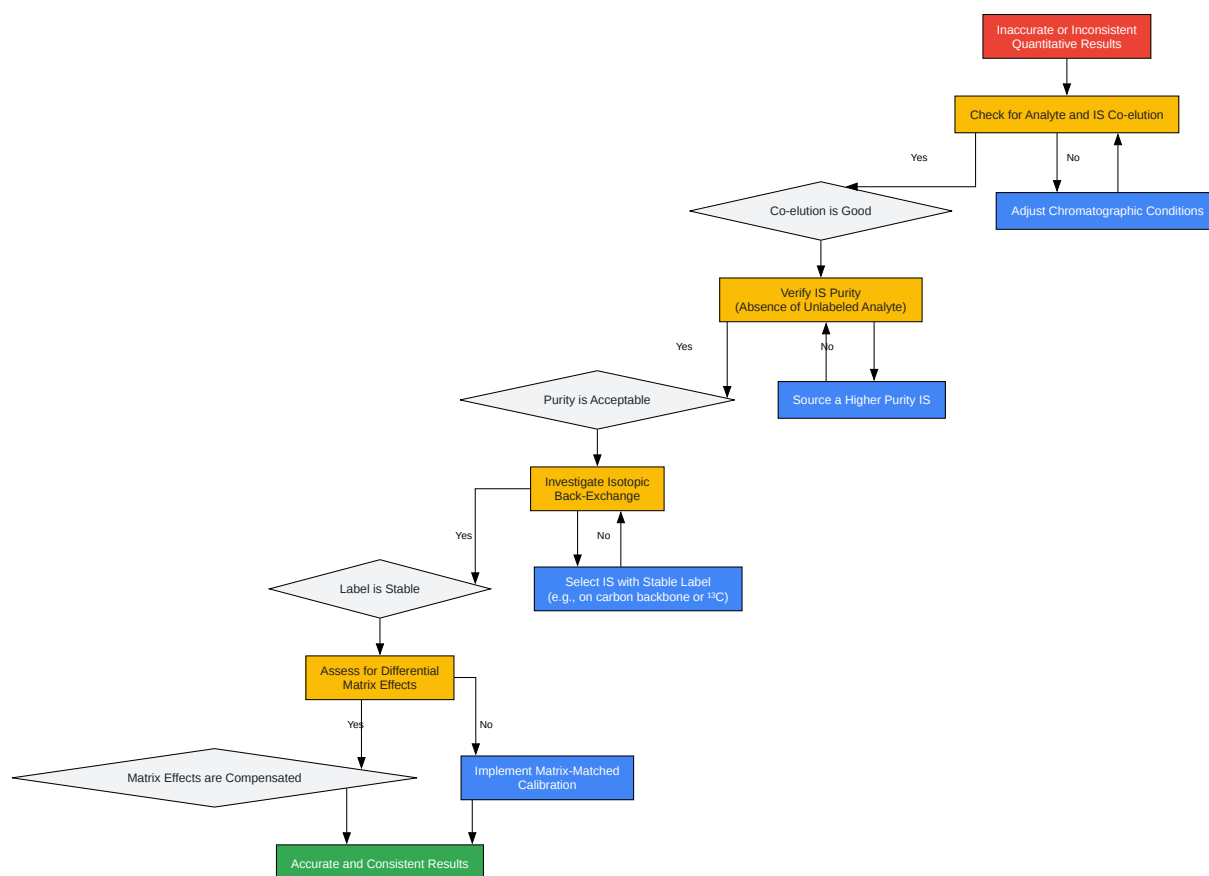 Inaccurate or Inconsistent
Quantitative Results
Check for Analyte and IS Co-elution
Yes
No
Co-elution is Good
Adjust Chromatographic Conditions
Verify IS Purity
(Absence of Unlabeled Analyte)
Yes
No
Purity is Acceptable
Source a Higher Purity IS
Investigate Isotopic
Back-Exchange
Yes
No
Label is Stable
Select IS with Stable Label
(e.g., on carbon backbone or ¹³C)
Assess for Differential
Matrix Effects
Yes
No
Matrix Effects are Compensated
Implement Matrix-Matched
Calibration
Accurate and Consistent Results